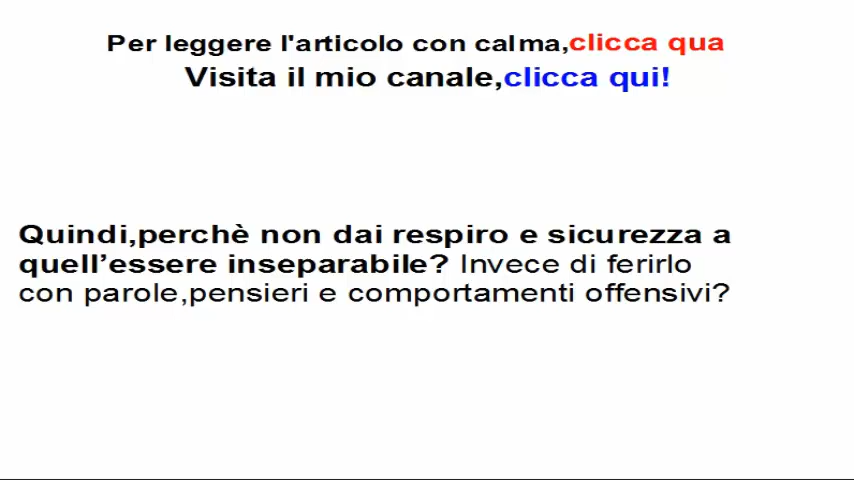 Per leggere l'articolo con calma,clicca qua
Visita il mio canale,clicca qui!
Quindi,perchè non dai respiro e sicurezza a
quell’essere inseparabile? Invece di ferirlo
con parole,pensieri e comportamenti offensivi?